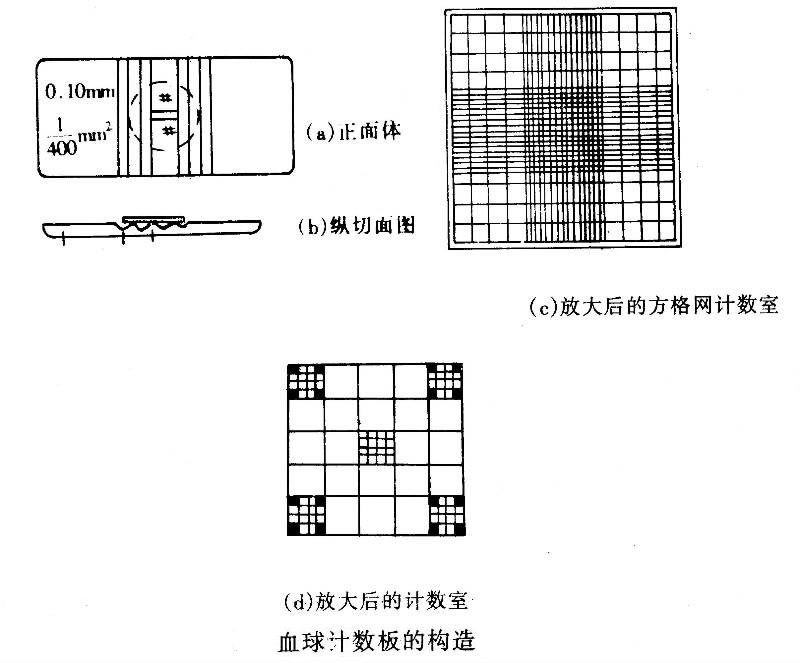 0.10mm
1/400 mm²
(a)正面体
(b)纵切面图
(c)放大后的方格网计数室
(d)放大后的计数室
血球计数板的构造